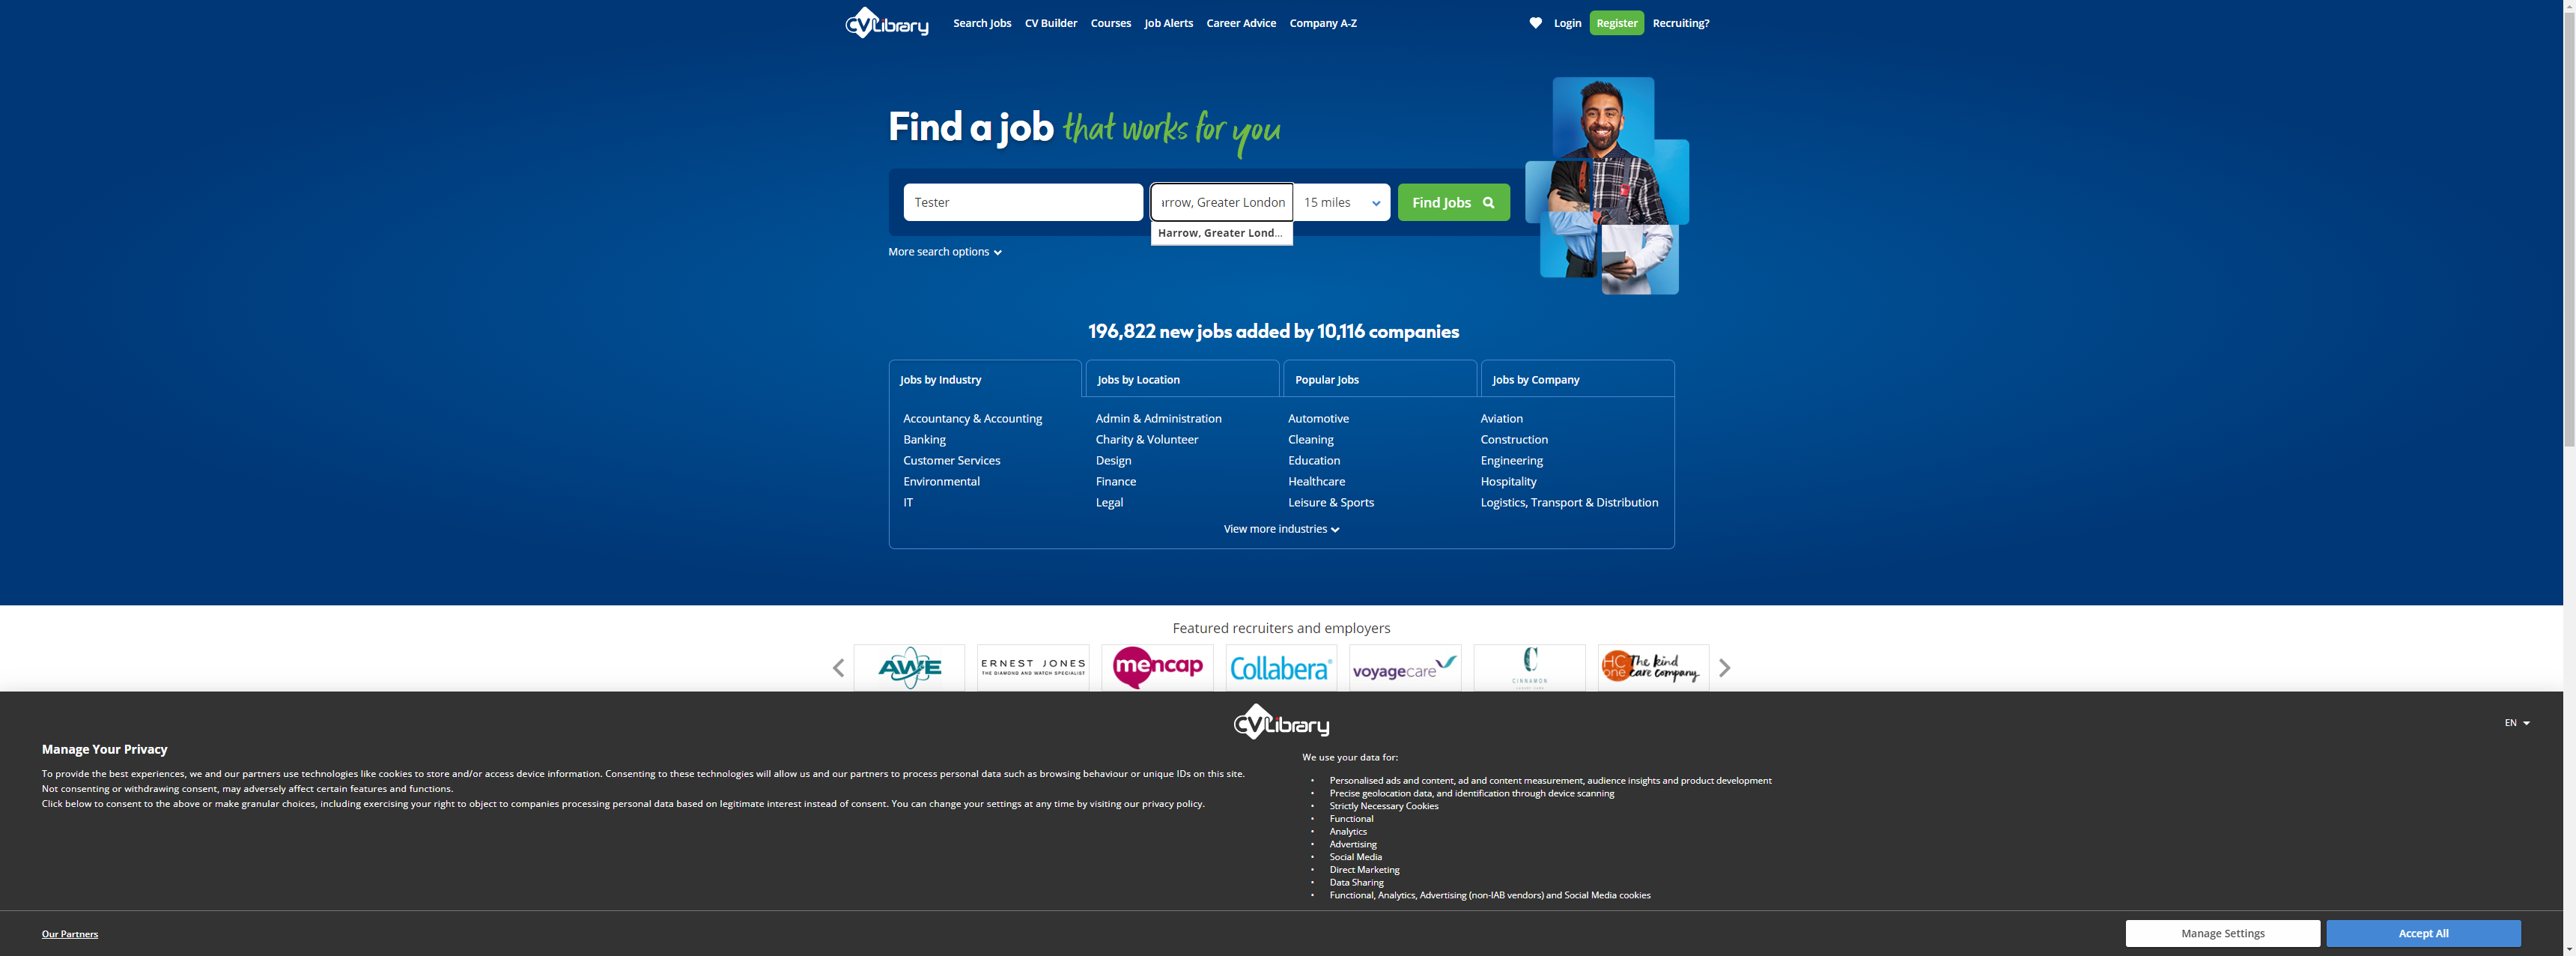 CVLibrary
Search Jobs
CV Builder
Courses
Job Alerts
Career Advice
Company A-Z
Login
Register
Recruiting?
Find a job that works for you
Tester
arrow, Greater London
15 miles
Find Jobs
Harrow, Greater Lond...
More search options
196,822 new jobs added by 10,116 companies
Jobs by Industry
Jobs by Location
Popular Jobs
Jobs by Company
Accountancy & Accounting
Admin & Administration
Automotive
Aviation
Banking
Charity & Volunteer
Cleaning
Construction
Customer Services
Design
Education
Engineering
Environmental
Finance
Healthcare
Hospitality
IT
Legal
Leisure & Sports
Logistics, Transport & Distribution
View more industries
Featured recruiters and employers
AWE
ERNEST JONES
THE DIAMOND AND WATCH SPECIALIST
mencap
Collabera®
voyagecare
CINNAMON
HC one
The kind care company
CVLibrary
EN
Manage Your Privacy
To provide the best experiences, we and our partners use technologies like cookies to store and/or access device information. Consenting to these technologies will allow us and our partners to process personal data such as browsing behaviour or unique IDs on this site.
Not consenting or withdrawing consent, may adversely affect certain features and functions.
Click below to consent to the above or make granular choices, including exercising your right to object to companies processing personal data based on legitimate interest instead of consent. You can change your settings at any time by visiting our privacy policy.
We use your data for:
• Personalised ads and content, ad and content measurement, audience insights and product development
• Precise geolocation data, and identification through device scanning
• Strictly Necessary Cookies
• Functional
• Analytics
• Advertising
• Social Media
• Direct Marketing
• Data Sharing
• Functional, Analytics, Advertising (non-IAB vendors) and Social Media cookies
Our Partners
Manage Settings
Accept All